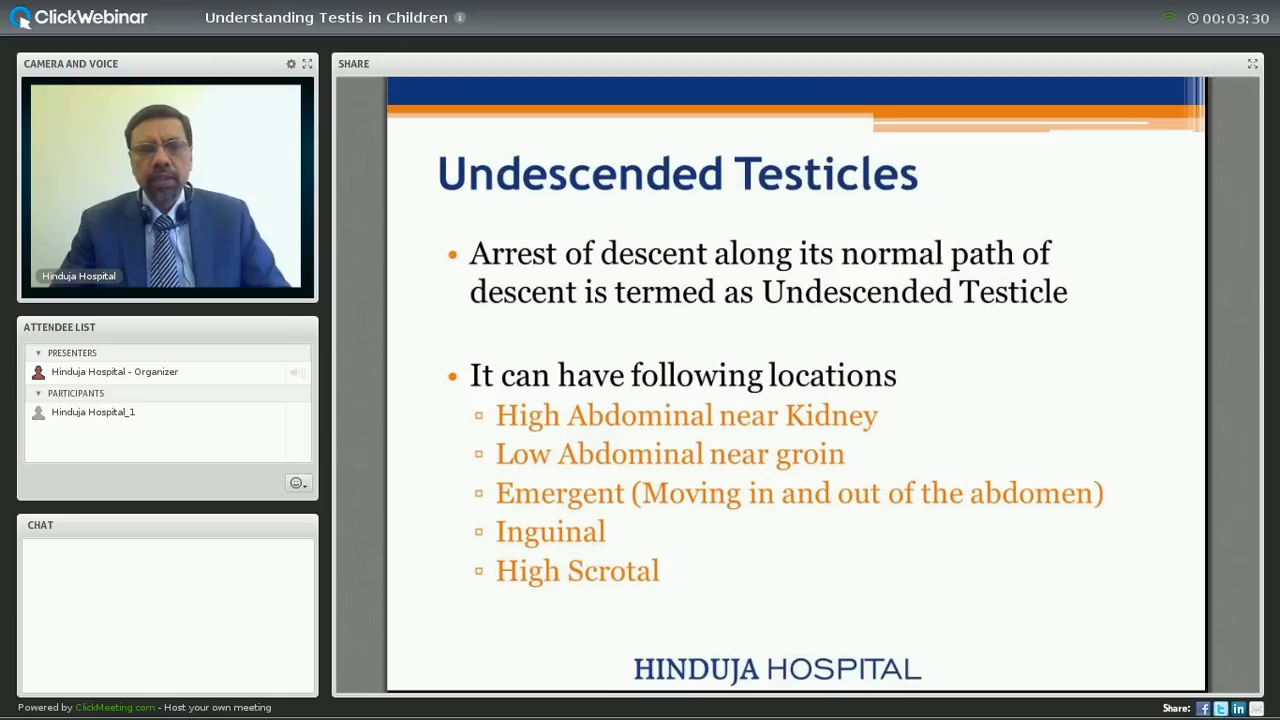 ClickWebinar
Understanding Testis in Children
00:03:30
CAMERA AND VOICE
Hinduja Hospital
ATTENDEE LIST
PRESENTERS
Hinduja Hospital - Organizer
PARTICIPANTS
Hinduja Hospital_1
CHAT
SHARE
Undescended Testicles
• Arrest of descent along its normal path of
descent is termed as Undescended Testicle
• It can have following locations
▫ High Abdominal near Kidney
▫ Low Abdominal near groin
▫ Emergent (Moving in and out of the abdomen)
▫ Inguinal
▫ High Scrotal
HINDUJA HOSPITAL
Powered by ClickMeeting.com - Host your own meeting
Share: